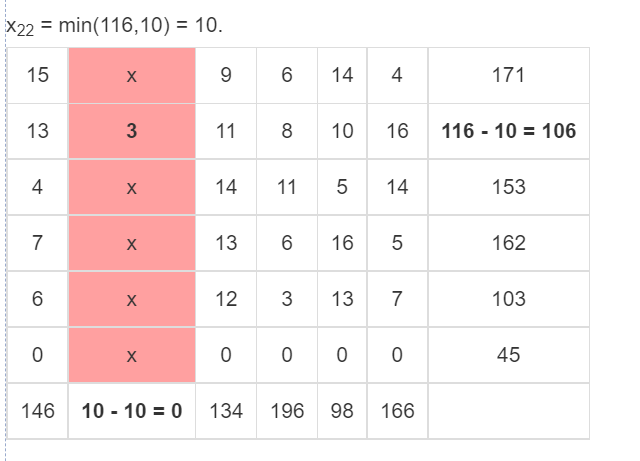 x22 = min(116,10) = 10.
15 x 9 6 14 4 171
13 3 11 8 10 16 116 - 10 = 106
4 x 14 11 5 14 153
7 x 13 6 16 5 162
6 x 12 3 13 7 103
0 x 0 0 0 0 45
146 10 - 10 = 0 134 196 98 166